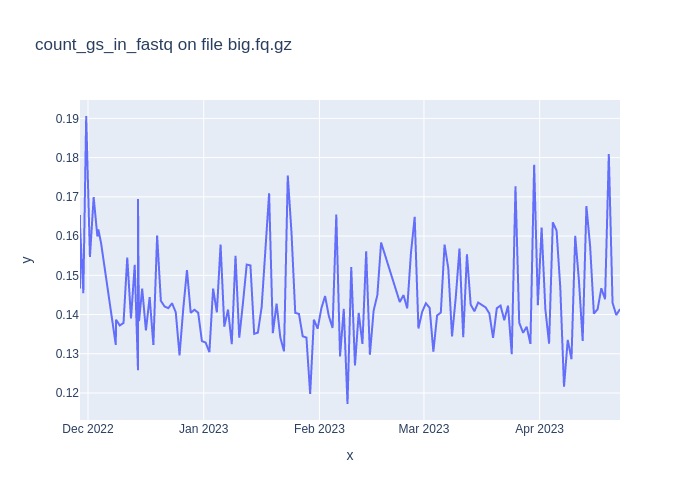 count_gs_in_fastq on file big.fq.gz
0.19
0.18
0.17
0.16
0.15
0.14
0.13
0.12
y
Dec 2022
Jan 2023
Feb 2023
Mar 2023
Apr 2023
x